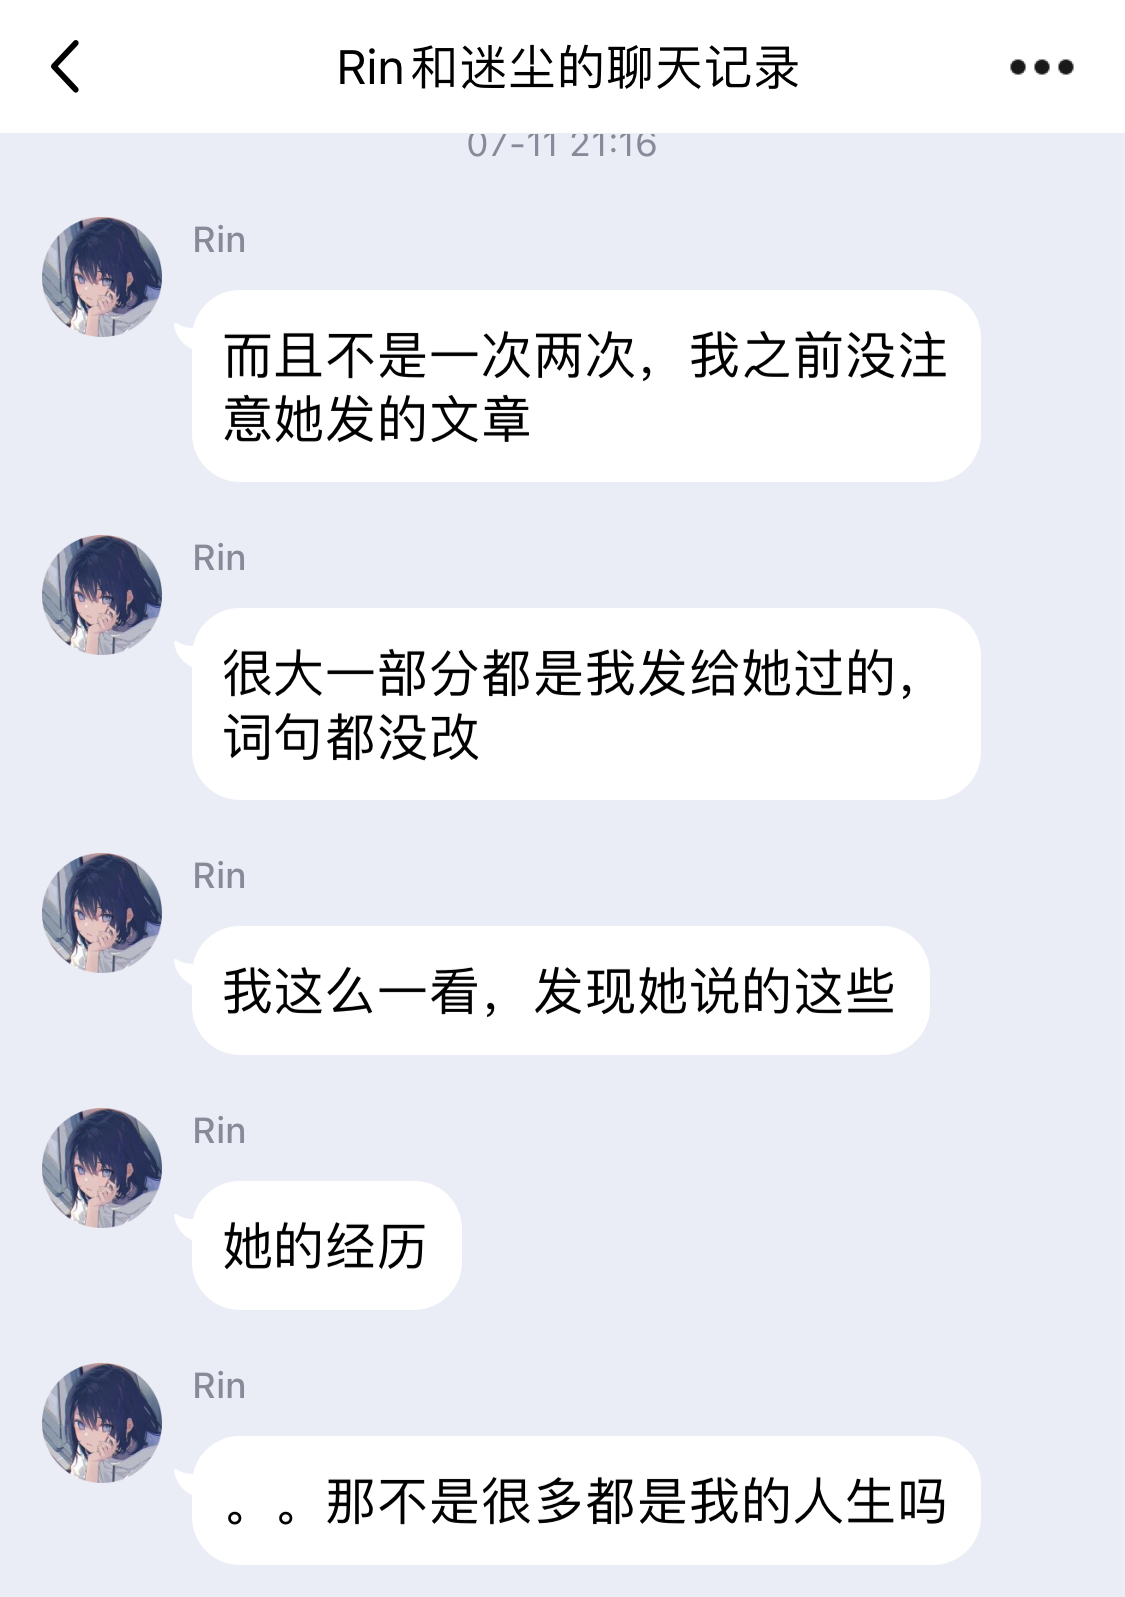 Rin和迷尘的聊天记录
07-11 21:16
Rin
而且不是一次两次，我之前没注
意她发的文章
Rin
很大一部分都是我发给她过的，
词句都没改
Rin
我这么一看，发现她说的这些
Rin
她的经历
Rin
。。那不是很多都是我的人生吗